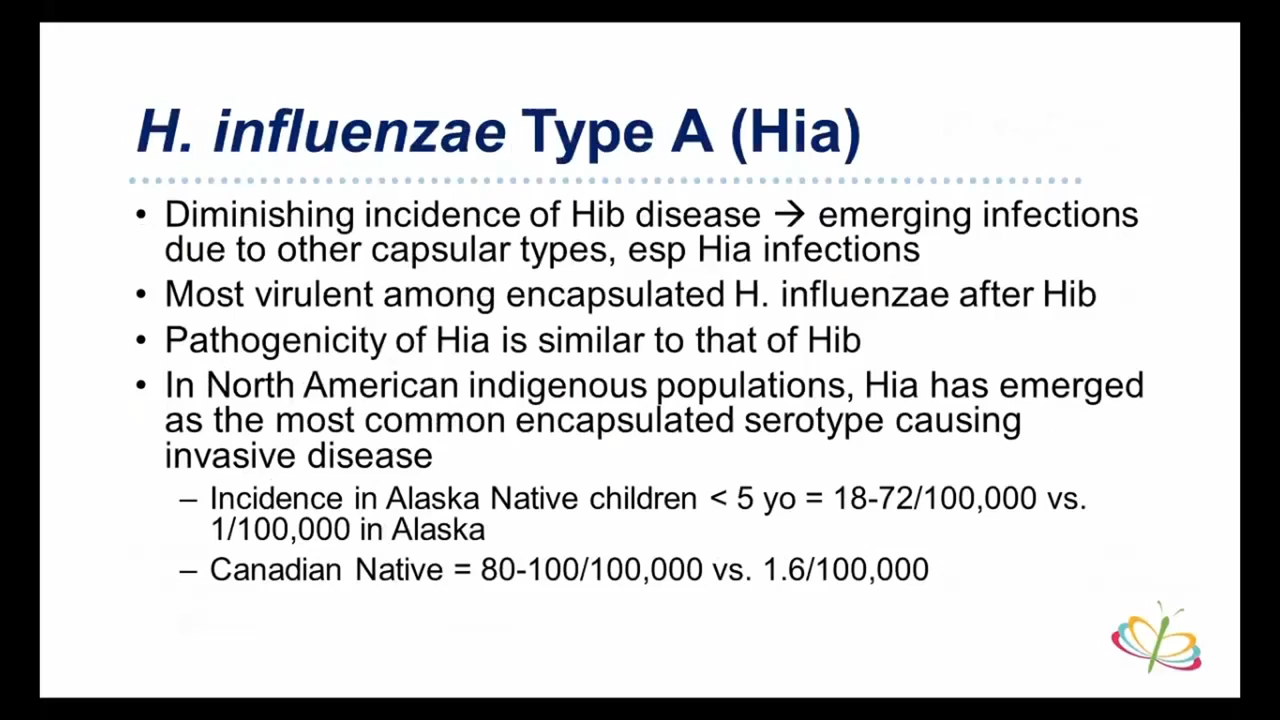 H. influenzae Type A (Hia)
• Diminishing incidence of Hib disease → emerging infections
due to other capsular types, esp Hia infections
• Most virulent among encapsulated H. influenzae after Hib
• Pathogenicity of Hia is similar to that of Hib
• In North American indigenous populations, Hia has emerged
as the most common encapsulated serotype causing
invasive disease
– Incidence in Alaska Native children < 5 yo = 18-72/100,000 vs.
1/100,000 in Alaska
– Canadian Native = 80-100/100,000 vs. 1.6/100,000